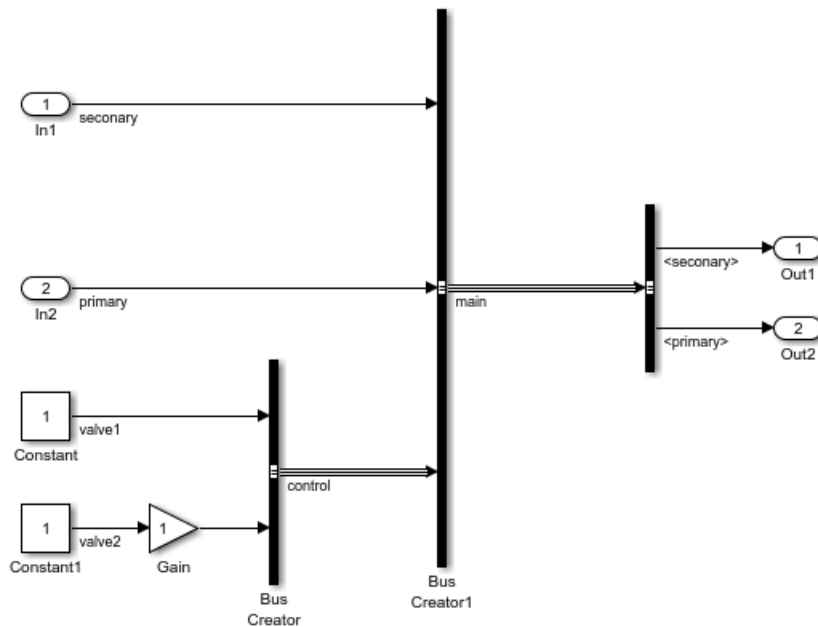 1
In1
seconary
2
In2
primary
main
<seconary>
1
Out1
<primary>
2
Out2
1
Constant
valve1
control
1
Constant1
valve2
1
Gain
Bus
Creator
Bus
Creator1